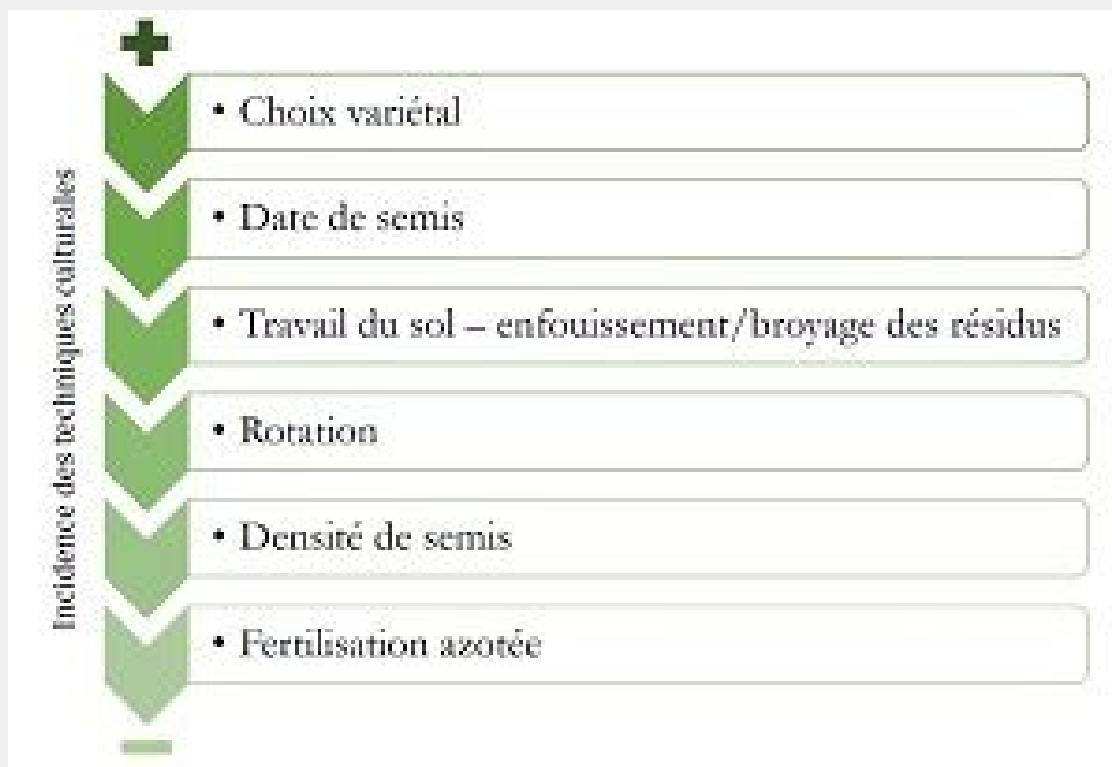 Incidence des techniques culturales
• Choix variétal
• Date de semis
• Travail du sol – enfouissement/broyage des résidus
• Rotation
• Densité de semis
• Fertilisation azotée